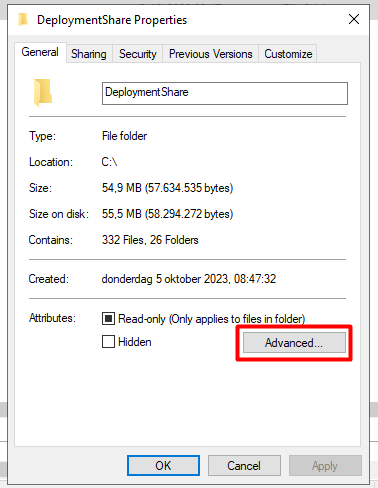 DeploymentShare Properties
General Sharing Security Previous Versions Customize
DeploymentShare
Type: File folder
Location: C:\
Size: 54,9 MB (57.634.535 bytes)
Size on disk: 55,5 MB (58.294.272 bytes)
Contains: 332 Files, 26 Folders
Created: donderdag 5 oktober 2023, 08:47:32
Attributes: Read-only (Only applies to files in folder)
Hidden Advanced...
OK Cancel Apply